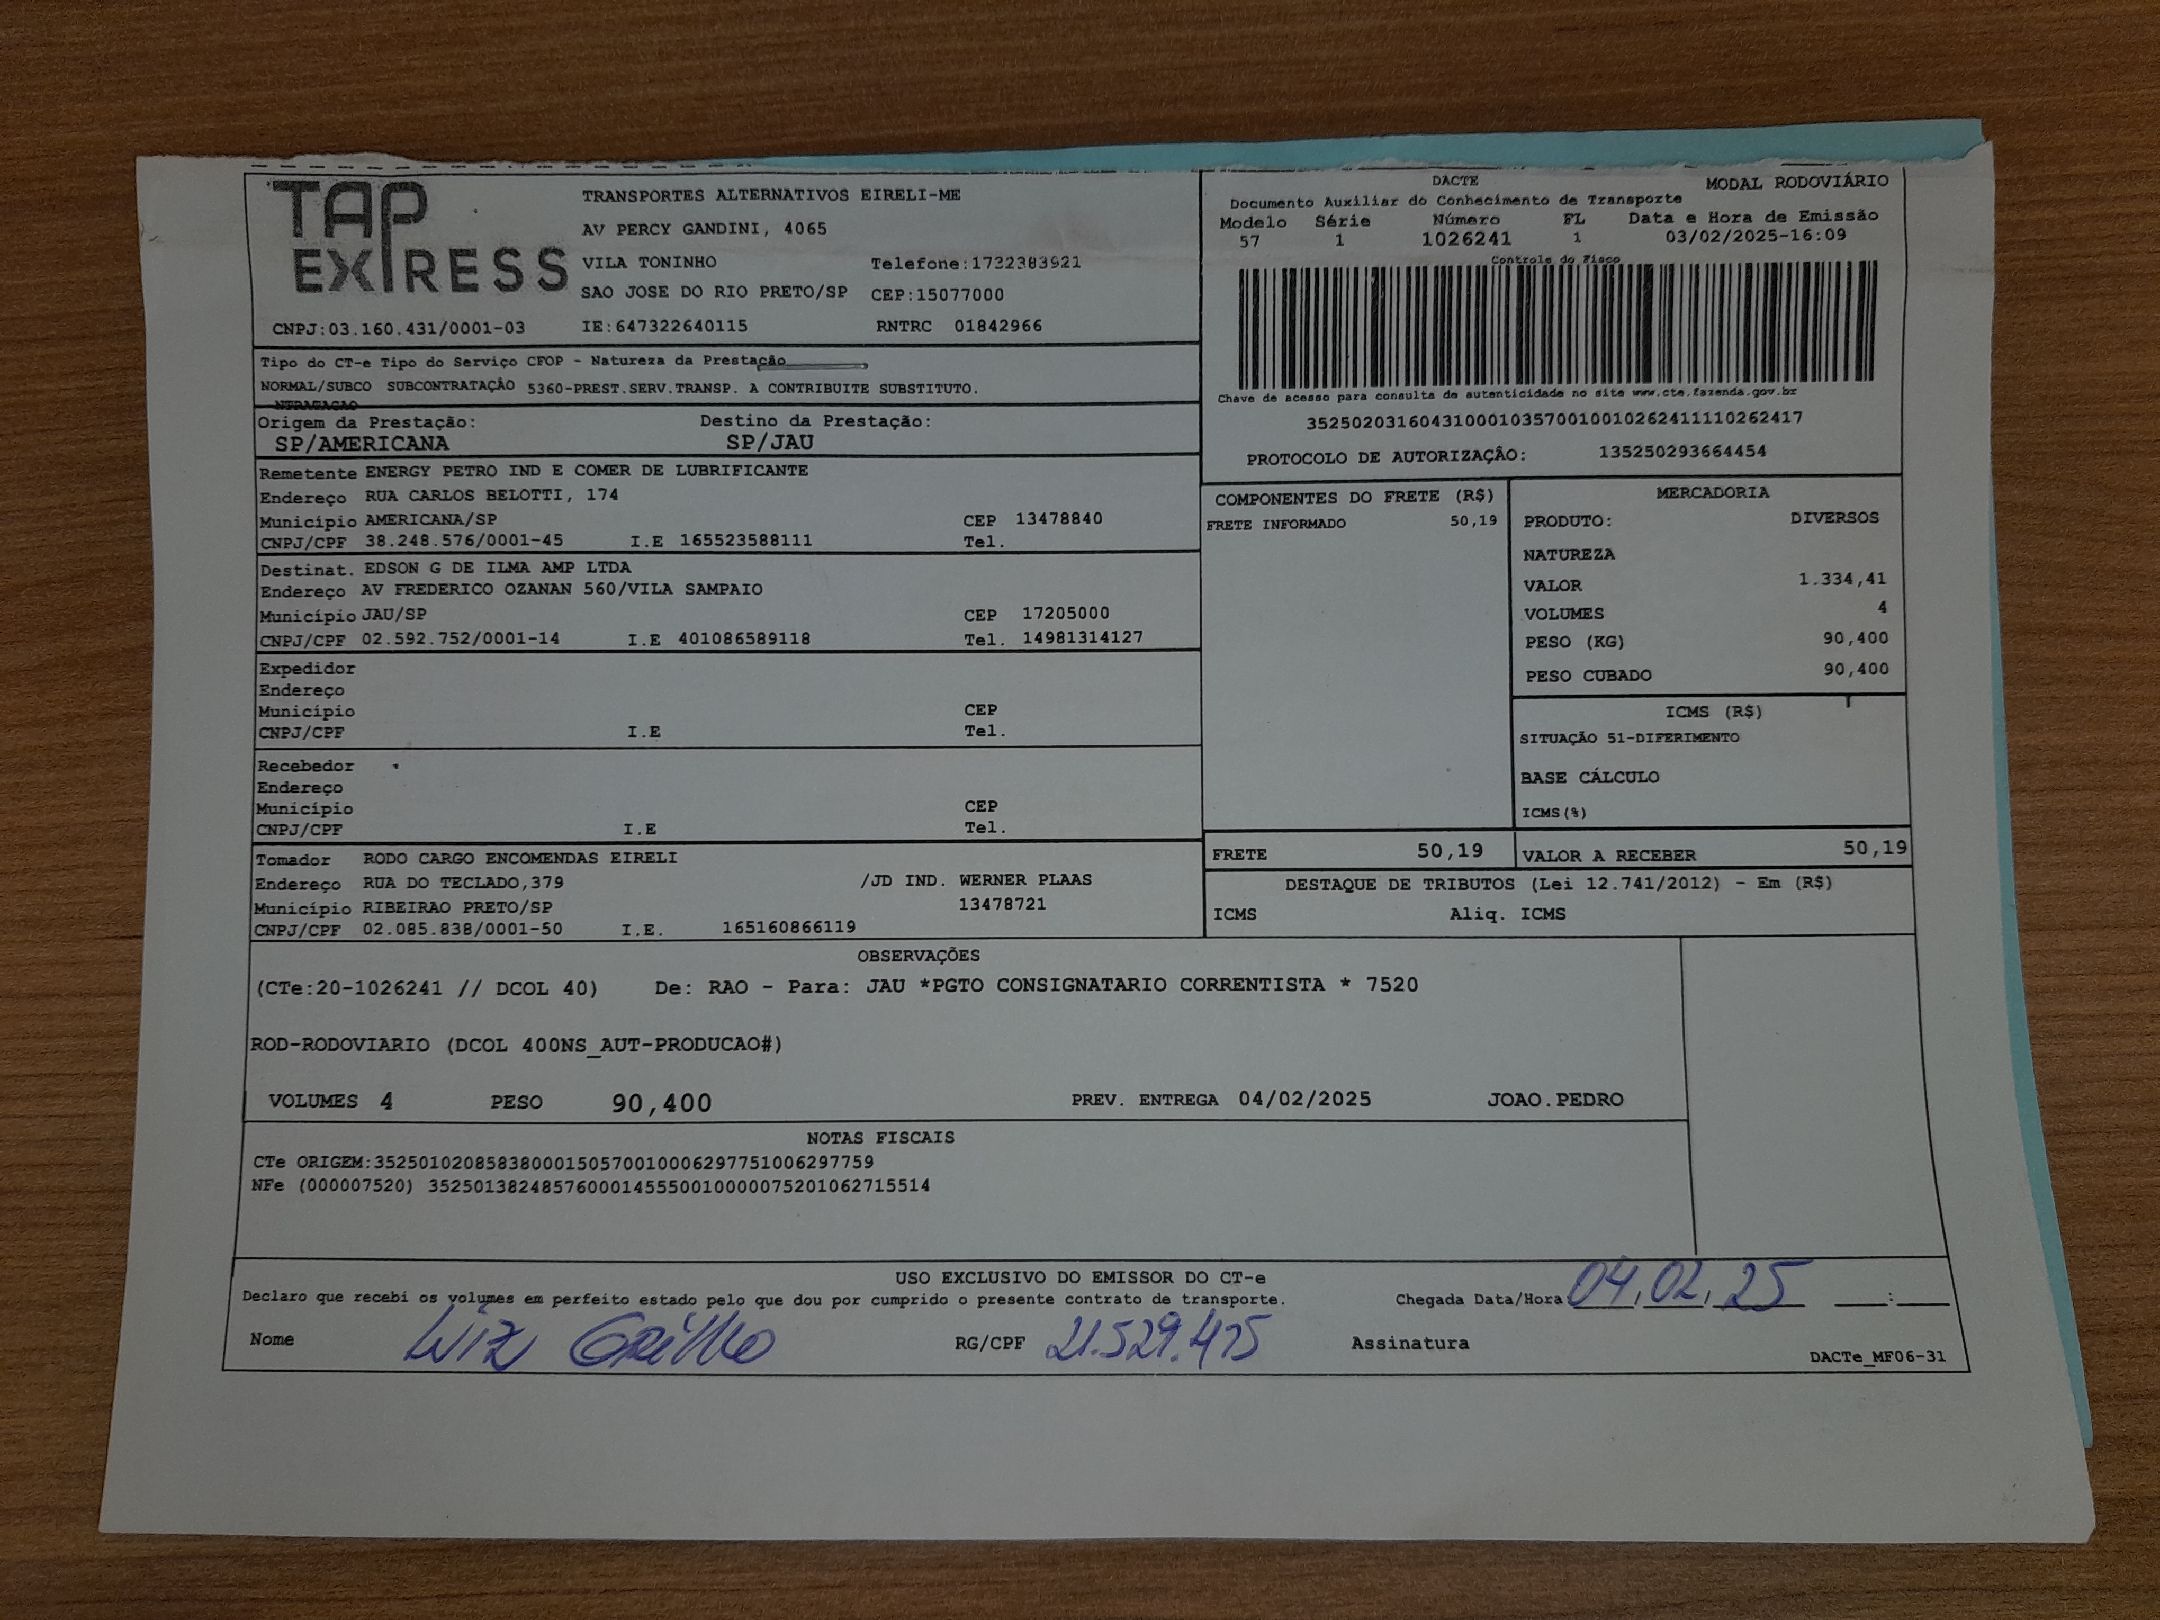 TAP EXPRESS
TRANSPORTES ALTERNATIVOS EIRELI-ME
AV PERCY GANDINI, 4065
VILA TONINHO Telefone:1732383921
SAO JOSE DO RIO PRETO/SP CEP:15077000
CNPJ:03.160.431/0001-03 IE:647322640115 RNTRC 01842966
DACTE MODAL RODOVIÁRIO
Documento Auxiliar do Conhecimento de Transporte
Modelo Série Número FL Data e Hora de Emissão
57 1 1026241 1 03/02/2025-16:09
Controle do Fisco
Chave de acesso para consulta de autenticidade no site www.cte.fazenda.gov.br
35250203160431000103570010010262411110262417
PROTOCOLO DE AUTORIZAÇÃO: 135250293664454
Tipo do CT-e Tipo do Serviço CFOP - Natureza da Prestação
NORMAL/SUBCO SUBCONTRATAÇÃO 5360-PREST.SERV.TRANSP. A CONTRIBUITE SUBSTITUTO.
NTRATACAO
Origem da Prestação: Destino da Prestação:
SP/AMERICANA SP/JAU
Remetente ENERGY PETRO IND E COMER DE LUBRIFICANTE
Endereço RUA CARLOS BELOTTI, 174
Município AMERICANA/SP CEP 13478840
CNPJ/CPF 38.248.576/0001-45 I.E 165523588111 Tel.
Destinat. EDSON G DE ILMA AMP LTDA
Endereço AV FREDERICO OZANAN 560/VILA SAMPAIO
Município JAU/SP CEP 17205000
CNPJ/CPF 02.592.752/0001-14 I.E 401086589118 Tel. 14981314127
Expedidor
Endereço
Município CEP
CNPJ/CPF I.E Tel.
Recebedor
Endereço
Município CEP
CNPJ/CPF I.E Tel.
Tomador RODO CARGO ENCOMENDAS EIRELI
Endereço RUA DO TECLADO,379 /JD IND. WERNER PLAAS
Município RIBEIRAO PRETO/SP 13478721
CNPJ/CPF 02.085.838/0001-50 I.E. 165160866119
COMPONENTES DO FRETE (R$)
FRETE INFORMADO 50,19
MERCADORIA
PRODUTO: DIVERSOS
NATUREZA
VALOR 1.334,41
VOLUMES 4
PESO (KG) 90,400
PESO CUBADO 90,400
ICMS (R$)
SITUAÇÃO 51-DIFERIMENTO
BASE CÁLCULO
ICMS(%)
FRETE 50,19 VALOR A RECEBER 50,19
DESTAQUE DE TRIBUTOS (Lei 12.741/2012) - Em (R$)
ICMS Aliq. ICMS
OBSERVAÇÕES
(CTe:20-1026241 // DCOL 40) De: RAO - Para: JAU *PGTO CONSIGNATARIO CORRENTISTA * 7520
ROD-RODOVIARIO (DCOL 400NS_AUT-PRODUCAO#)
VOLUMES 4 PESO 90,400 PREV. ENTREGA 04/02/2025 JOAO.PEDRO
NOTAS FISCAIS
CTe ORIGEM:35250102085838000150570010006297751006297759
NFe (000007520) 35250138248576000145550010000075201062715514
USO EXCLUSIVO DO EMISSOR DO CT-e
Declaro que recebi os volumes em perfeito estado pelo que dou por cumprido o presente contrato de transporte. Chegada Data/Hora 04,02,25 __:__
Nome Luiz RG/CPF 21.529.475 Assinatura
DACTe_MF06-31